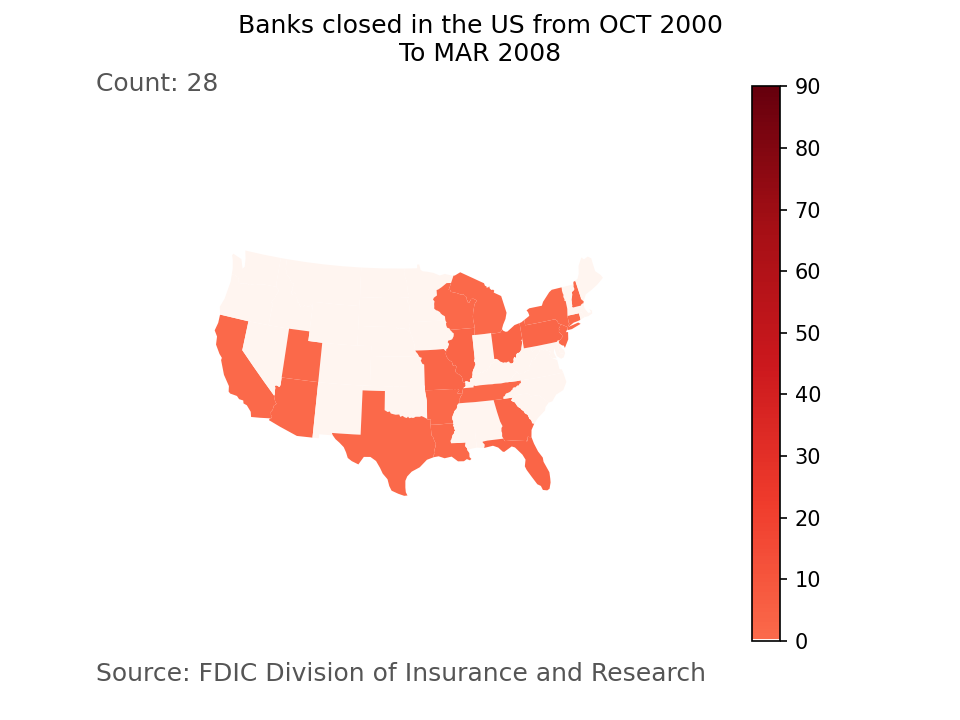 Banks closed in the US from OCT 2000
To MAR 2008
Count: 28
90
80
70
60
50
40
30
20
10
0
Source: FDIC Division of Insurance and Research